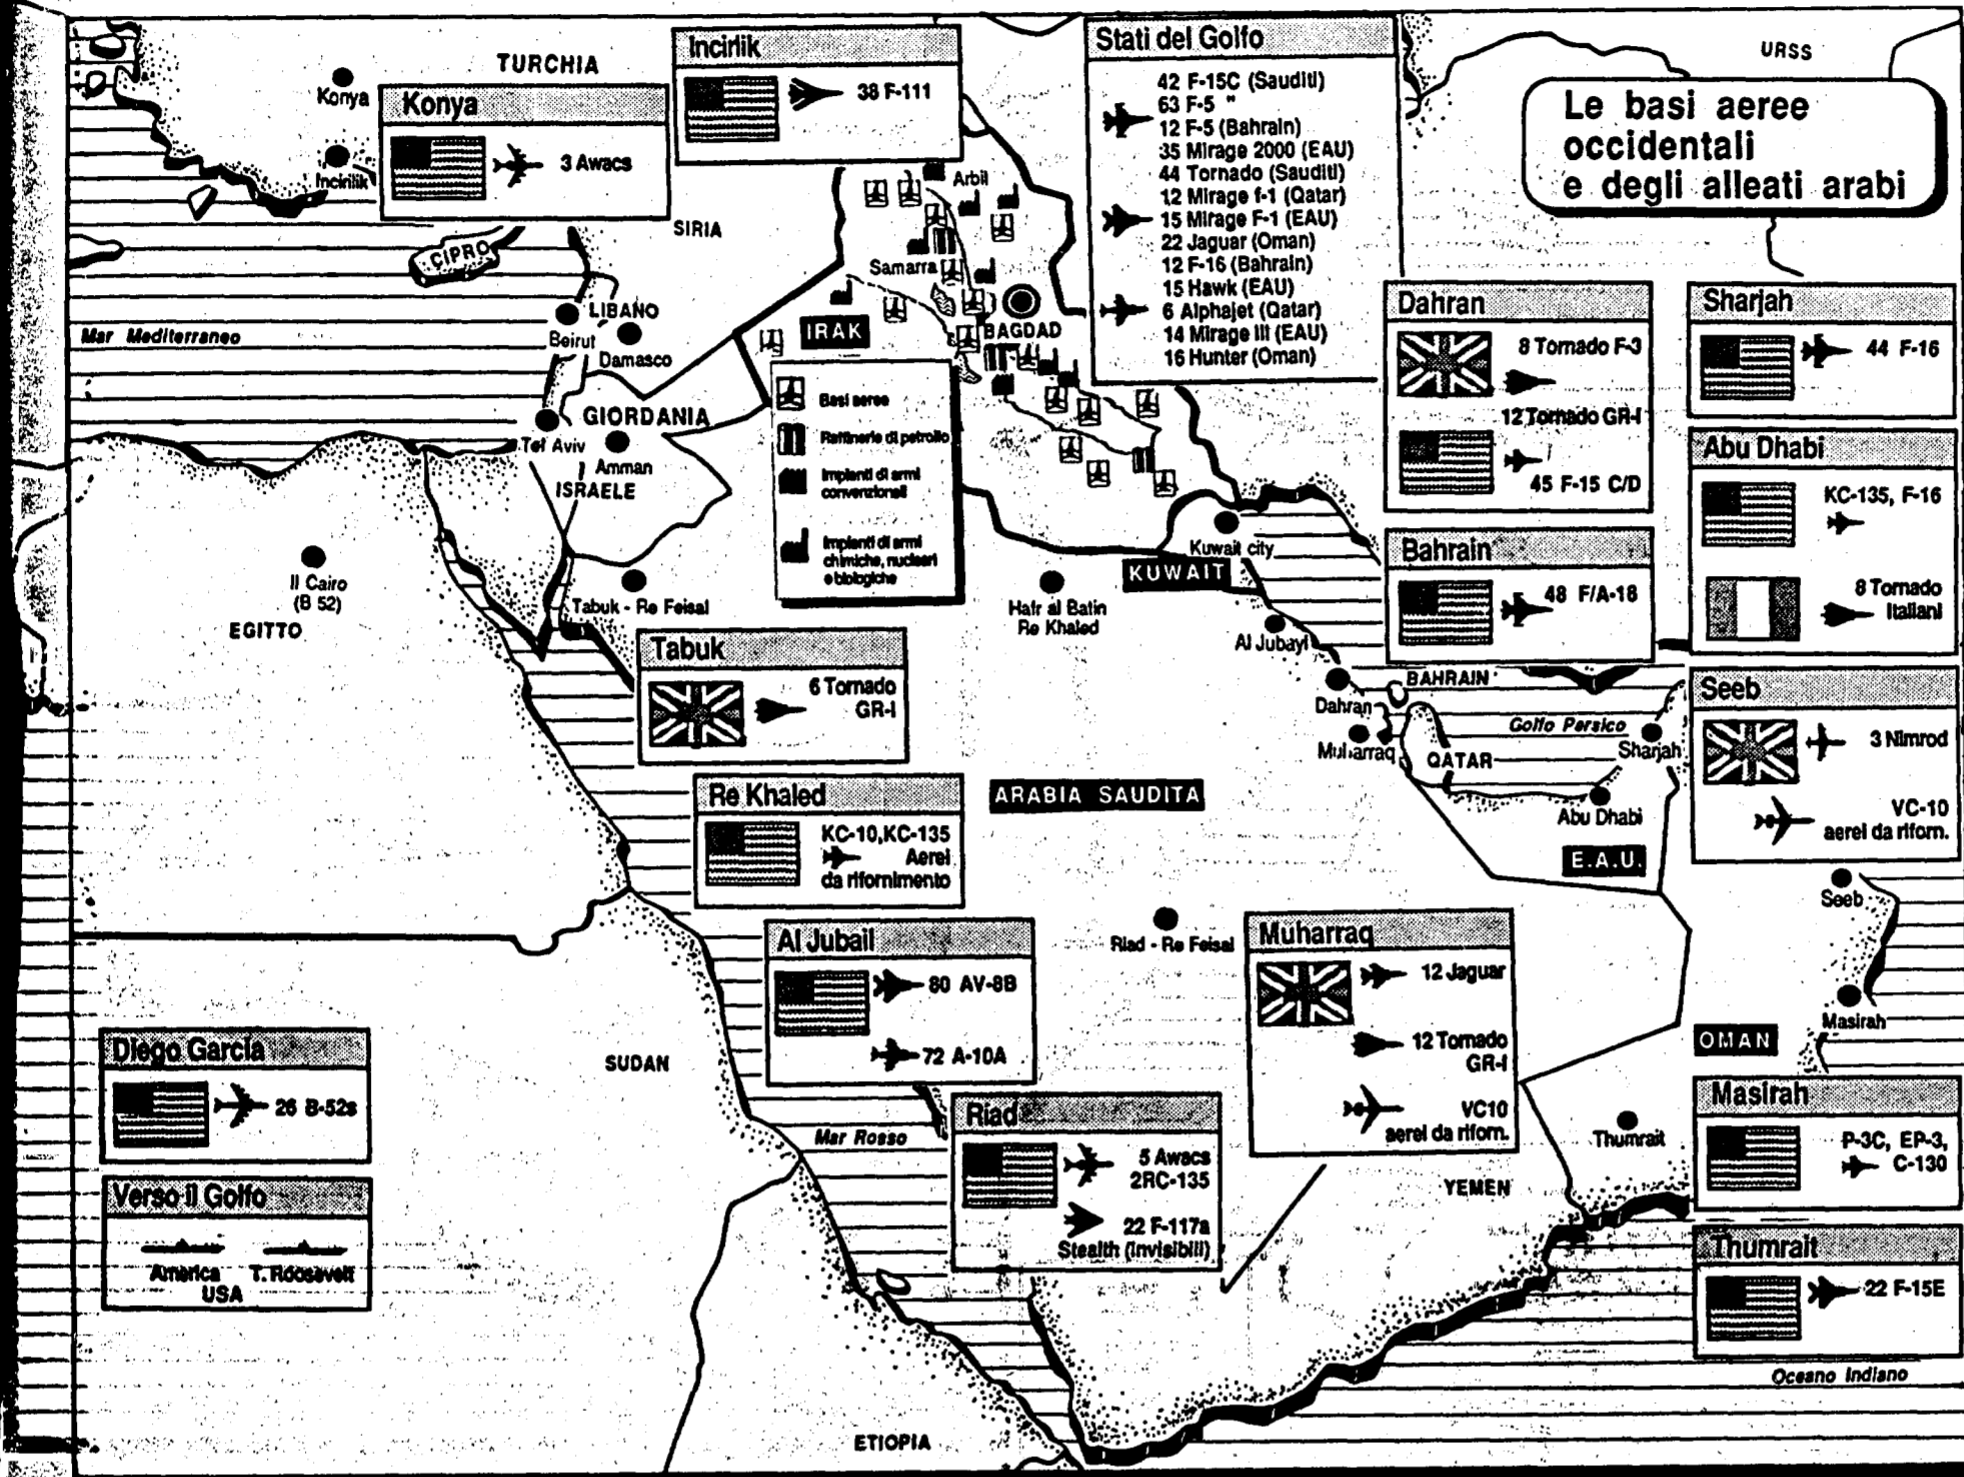 Le basi aeree
occidentali
e degli alleati arabi
URSS
TURCHIA
Konya
Incirilik
Konya
3 Awacs
Incirlik
38 F-111
Stati del Golfo
42 F-15C (Sauditi)
63 F-5 "
12 F-5 (Bahrain)
35 Mirage 2000 (EAU)
44 Tornado (Sauditi)
12 Mirage f-1 (Qatar)
15 Mirage F-1 (EAU)
22 Jaguar (Oman)
12 F-16 (Bahrain)
15 Hawk (EAU)
6 Alphajet (Qatar)
14 Mirage III (EAU)
16 Hunter (Oman)
SIRIA
CIPRO
Arbil
Samarra
BAGDAD
IRAK
LIBANO
Beirut
Damasco
Mar Mediterraneo
GIORDANIA
Tel Aviv
Amman
ISRAELE
Basi aeree
Raffinerie di petrolio
Impianti di armi
convenzionali
Impianti di armi
chimiche, nucleari
e biologiche
Dahran
8 Tornado F-3
12 Tornado GR-I
45 F-15 C/D
Sharjah
44 F-16
Abu Dhabi
KC-135, F-16
8 Tornado
Italiani
Bahrain
48 F/A-18
Kuwait city
KUWAIT
Il Cairo
(B 52)
EGITTO
Tabuk - Re Feisal
Hafr al Batin
Re Khaled
Al Jubayl
Tabuk
6 Tornado
GR-I
BAHRAIN
Dahran
Golfo Persico
Muharraq
QATAR
Sharjah
Abu Dhabi
E.A.U.
Seeb
3 Nimrod
VC-10
aerei da riforn.
Re Khaled
KC-10,KC-135
Aerei
da rifornimento
ARABIA SAUDITA
Seeb
Riad - Re Feisal
Al Jubail
80 AV-8B
72 A-10A
Muharraq
12 Jaguar
12 Tornado
GR-I
VC10
aerei da riforn.
Masirah
OMAN
SUDAN
Diego Garcia
26 B-52s
Verso il Golfo
America
T. Roosevelt
USA
Mar Rosso
Riad
5 Awacs
2RC-135
22 F-117a
Stealth (Invisibili)
Thumrait
YEMEN
Masirah
P-3C, EP-3,
C-130
Thumrait
22 F-15E
Oceano Indiano
ETIOPIA